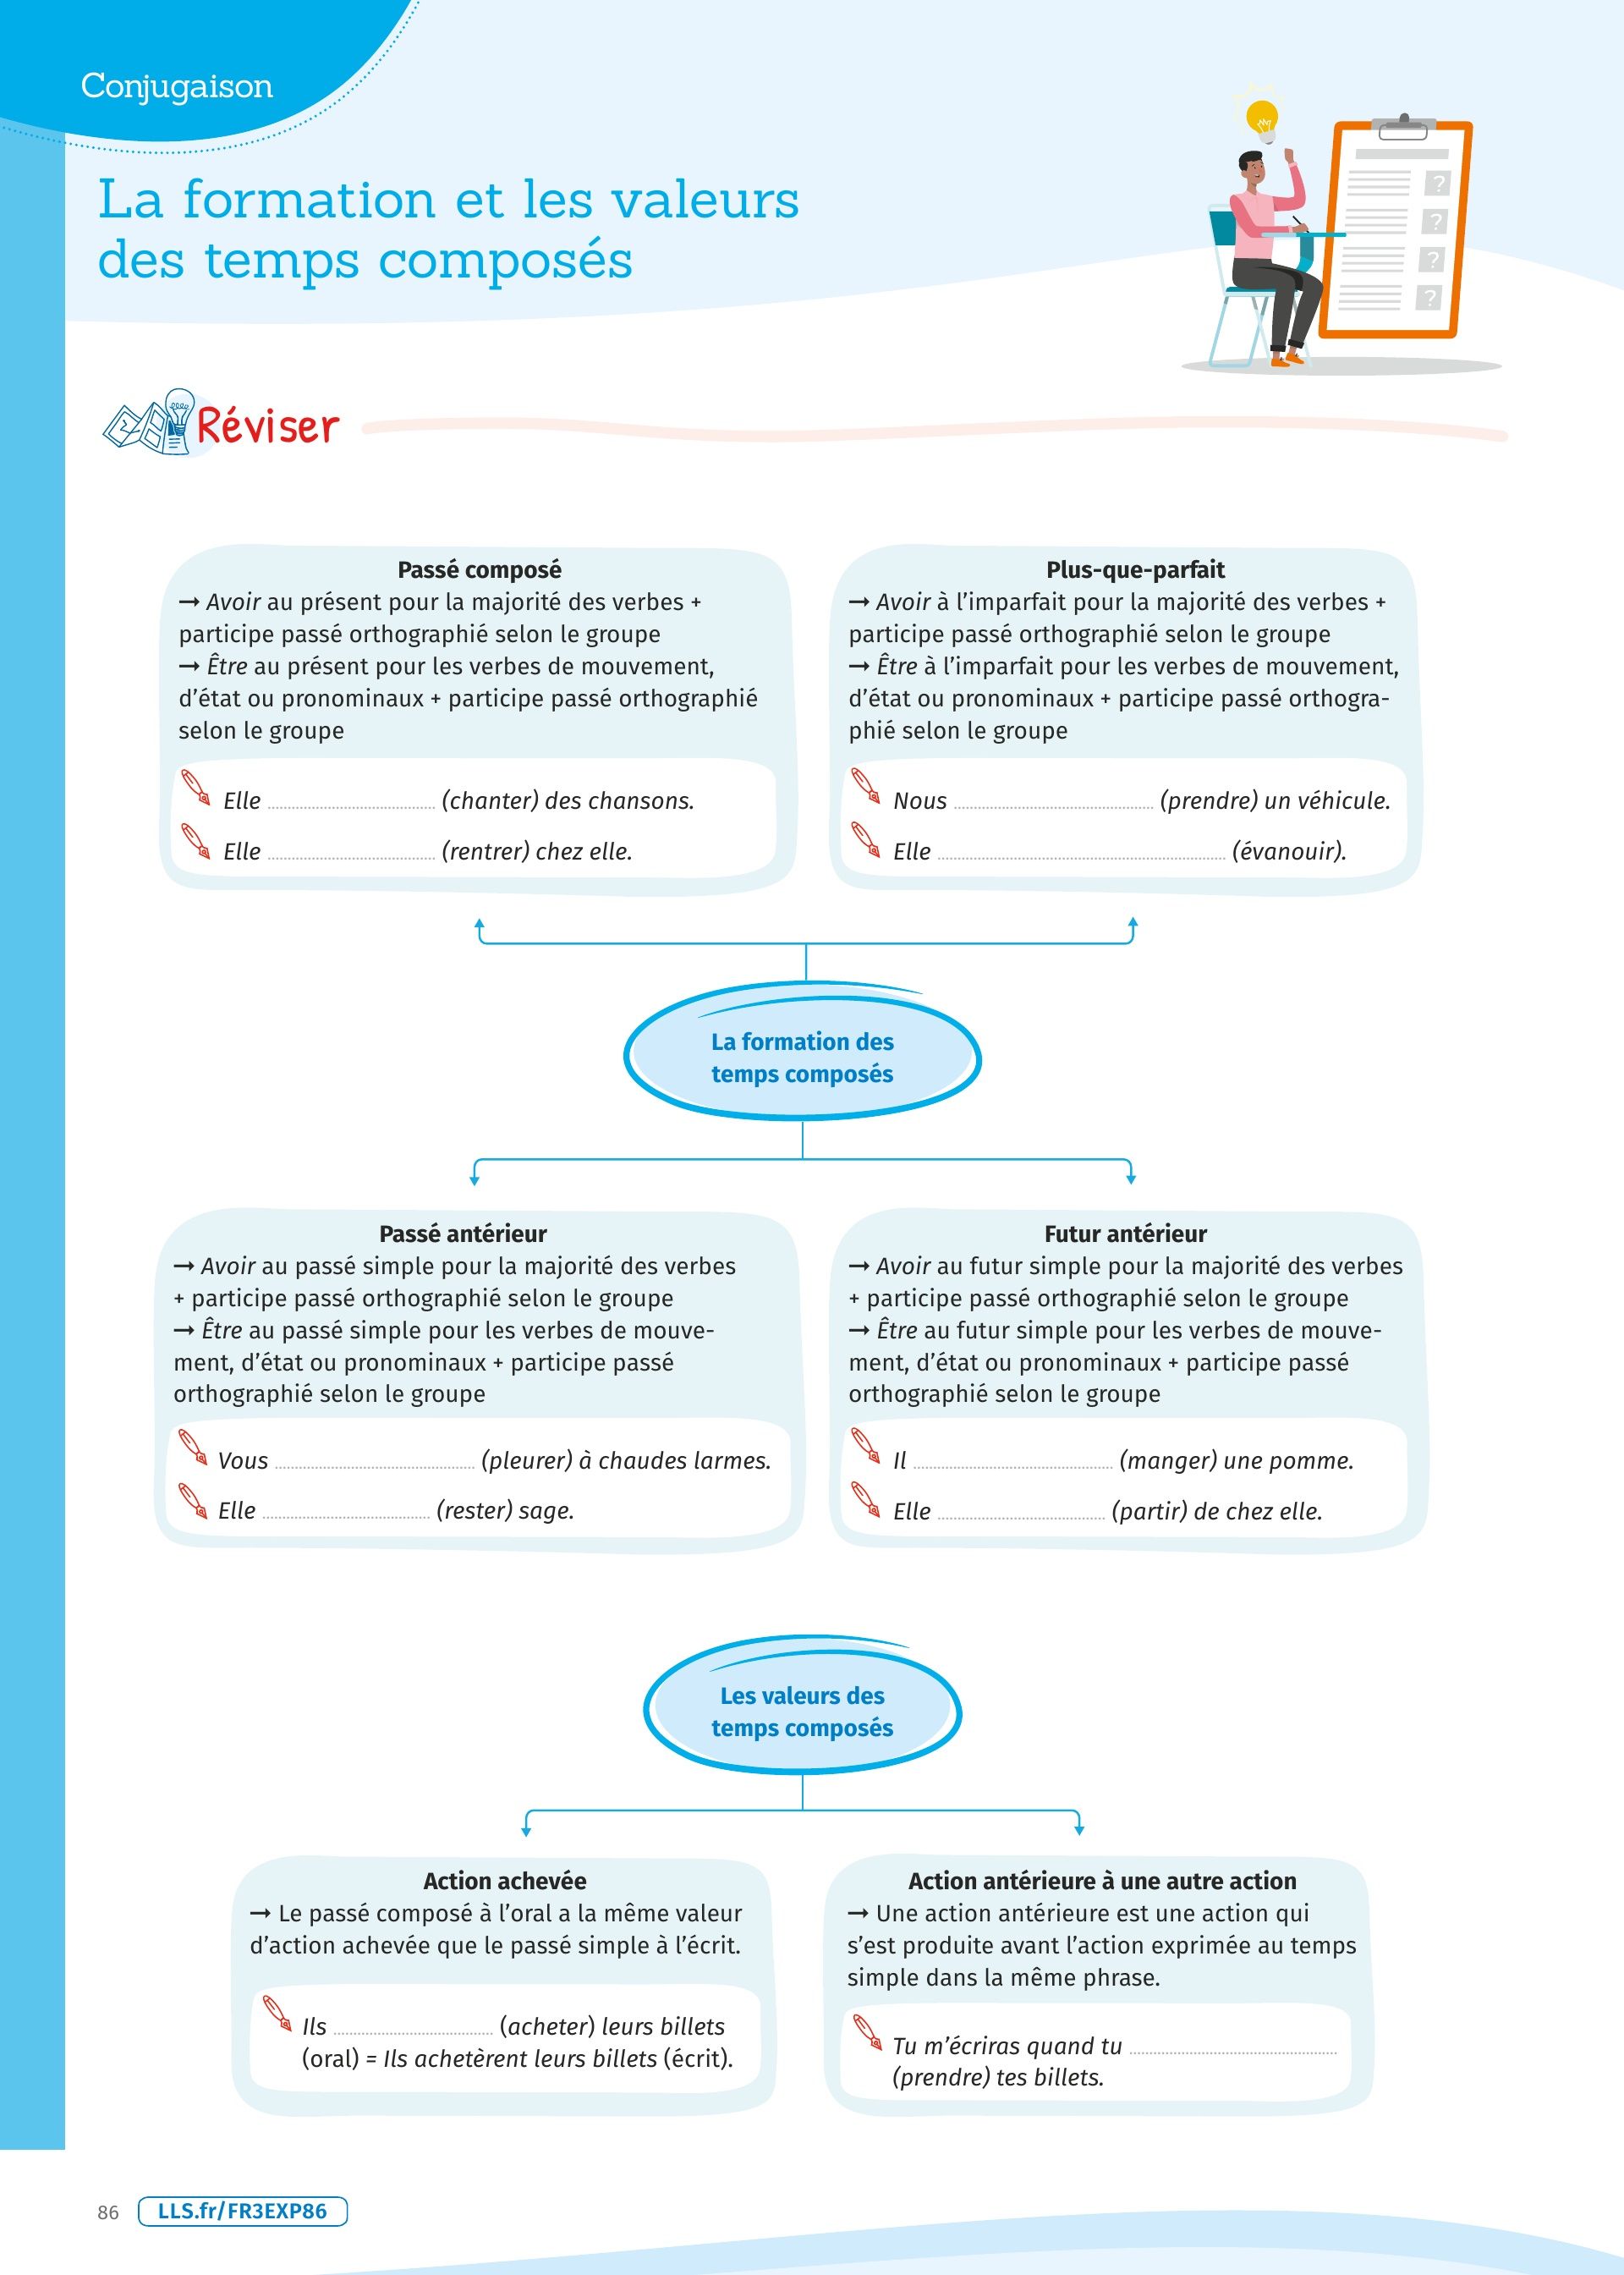 Conjugaison
La formation et les valeurs
des temps composés
?
?
?
?
Réviser
Passé composé
→ Avoir au présent pour la majorité des verbes +
participe passé orthographié selon le groupe
→ Être au présent pour les verbes de mouvement,
d’état ou pronominaux + participe passé orthographié
selon le groupe
Elle .............................. (chanter) des chansons.
Elle .............................. (rentrer) chez elle.
Plus-que-parfait
→ Avoir à l’imparfait pour la majorité des verbes +
participe passé orthographié selon le groupe
→ Être à l’imparfait pour les verbes de mouvement,
d’état ou pronominaux + participe passé orthogra-
phié selon le groupe
Nous .................................... (prendre) un véhicule.
Elle .................................................... (évanouir).
La formation des
temps composés
Passé antérieur
→ Avoir au passé simple pour la majorité des verbes
+ participe passé orthographié selon le groupe
→ Être au passé simple pour les verbes de mouve-
ment, d’état ou pronominaux + participe passé
orthographié selon le groupe
Vous .................................... (pleurer) à chaudes larmes.
Elle .............................. (rester) sage.
Futur antérieur
→ Avoir au futur simple pour la majorité des verbes
+ participe passé orthographié selon le groupe
→ Être au futur simple pour les verbes de mouve-
ment, d’état ou pronominaux + participe passé
orthographié selon le groupe
Il .................................... (manger) une pomme.
Elle .............................. (partir) de chez elle.
Les valeurs des
temps composés
Action achevée
→ Le passé composé à l’oral a la même valeur
d’action achevée que le passé simple à l’écrit.
Ils ............................. (acheter) leurs billets
(oral) = Ils achetèrent leurs billets (écrit).
Action antérieure à une autre action
→ Une action antérieure est une action qui
s’est produite avant l’action exprimée au temps
simple dans la même phrase.
Tu m’écriras quand tu .....................................
(prendre) tes billets.
86
LLS.fr/FR3EXP86